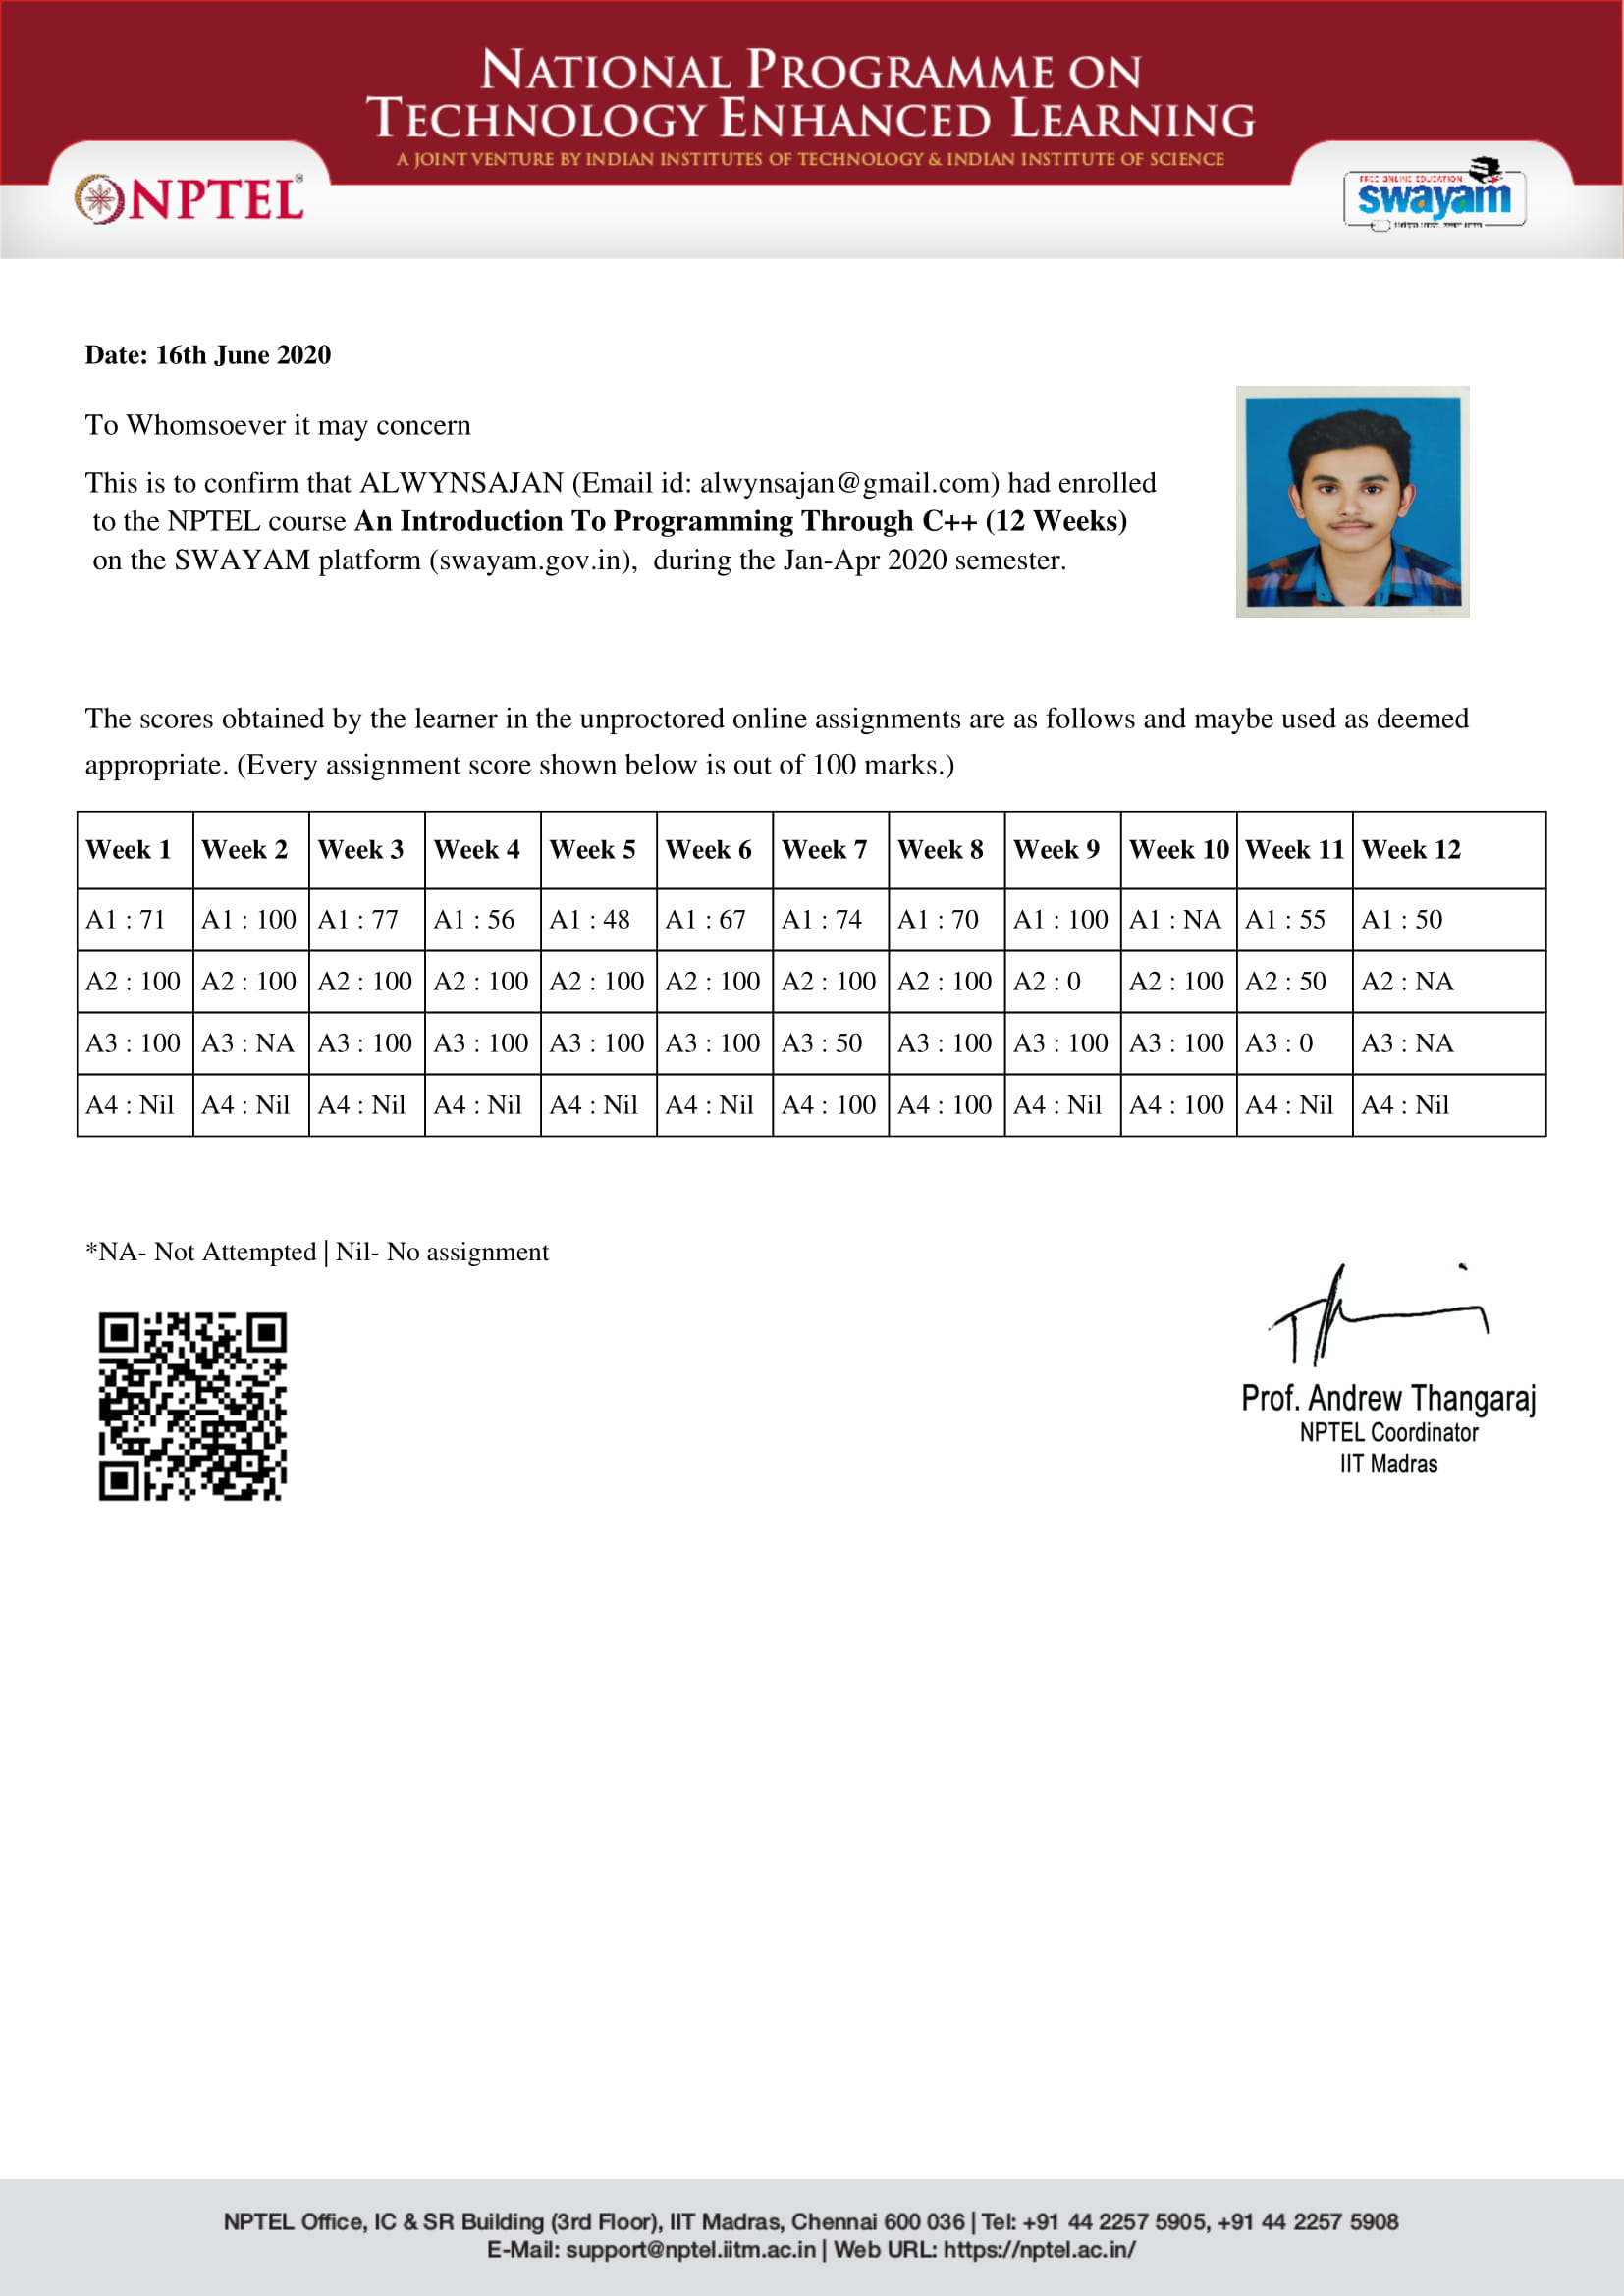 NATIONAL PROGRAMME ON
TECHNOLOGY ENHANCED LEARNING
A JOINT VENTURE BY INDIAN INSTITUTES OF TECHNOLOGY & INDIAN INSTITUTE OF SCIENCE
NPTEL®
FREE ONLINE EDUCATION
swayam
Date: 16th June 2020
To Whomsoever it may concern
This is to confirm that ALWYNSAJAN (Email id: alwynsajan@gmail.com) had enrolled
to the NPTEL course An Introduction To Programming Through C++ (12 Weeks)
on the SWAYAM platform (swayam.gov.in), during the Jan-Apr 2020 semester.
The scores obtained by the learner in the unproctored online assignments are as follows and maybe used as deemed
appropriate. (Every assignment score shown below is out of 100 marks.)
Week 1 Week 2 Week 3 Week 4 Week 5 Week 6 Week 7 Week 8 Week 9 Week 10 Week 11 Week 12
A1 : 71 A1 : 100 A1 : 77 A1 : 56 A1 : 48 A1 : 67 A1 : 74 A1 : 70 A1 : 100 A1 : NA A1 : 55 A1 : 50
A2 : 100 A2 : 100 A2 : 100 A2 : 100 A2 : 100 A2 : 100 A2 : 100 A2 : 100 A2 : 0 A2 : 100 A2 : 50 A2 : NA
A3 : 100 A3 : NA A3 : 100 A3 : 100 A3 : 100 A3 : 100 A3 : 50 A3 : 100 A3 : 100 A3 : 100 A3 : 0 A3 : NA
A4 : Nil A4 : Nil A4 : Nil A4 : Nil A4 : Nil A4 : Nil A4 : 100 A4 : 100 A4 : Nil A4 : 100 A4 : Nil A4 : Nil
*NA- Not Attempted | Nil- No assignment
Prof. Andrew Thangaraj
NPTEL Coordinator
IIT Madras
NPTEL Office, IC & SR Building (3rd Floor), IIT Madras, Chennai 600 036 | Tel: +91 44 2257 5905, +91 44 2257 5908
E-Mail: support@nptel.iitm.ac.in | Web URL: https://nptel.ac.in/